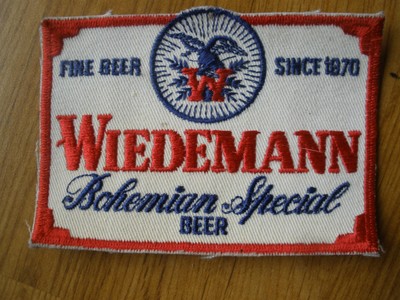 FINE BEER SINCE 1870
W
WIEDEMANN
Bohemian Special
BEER